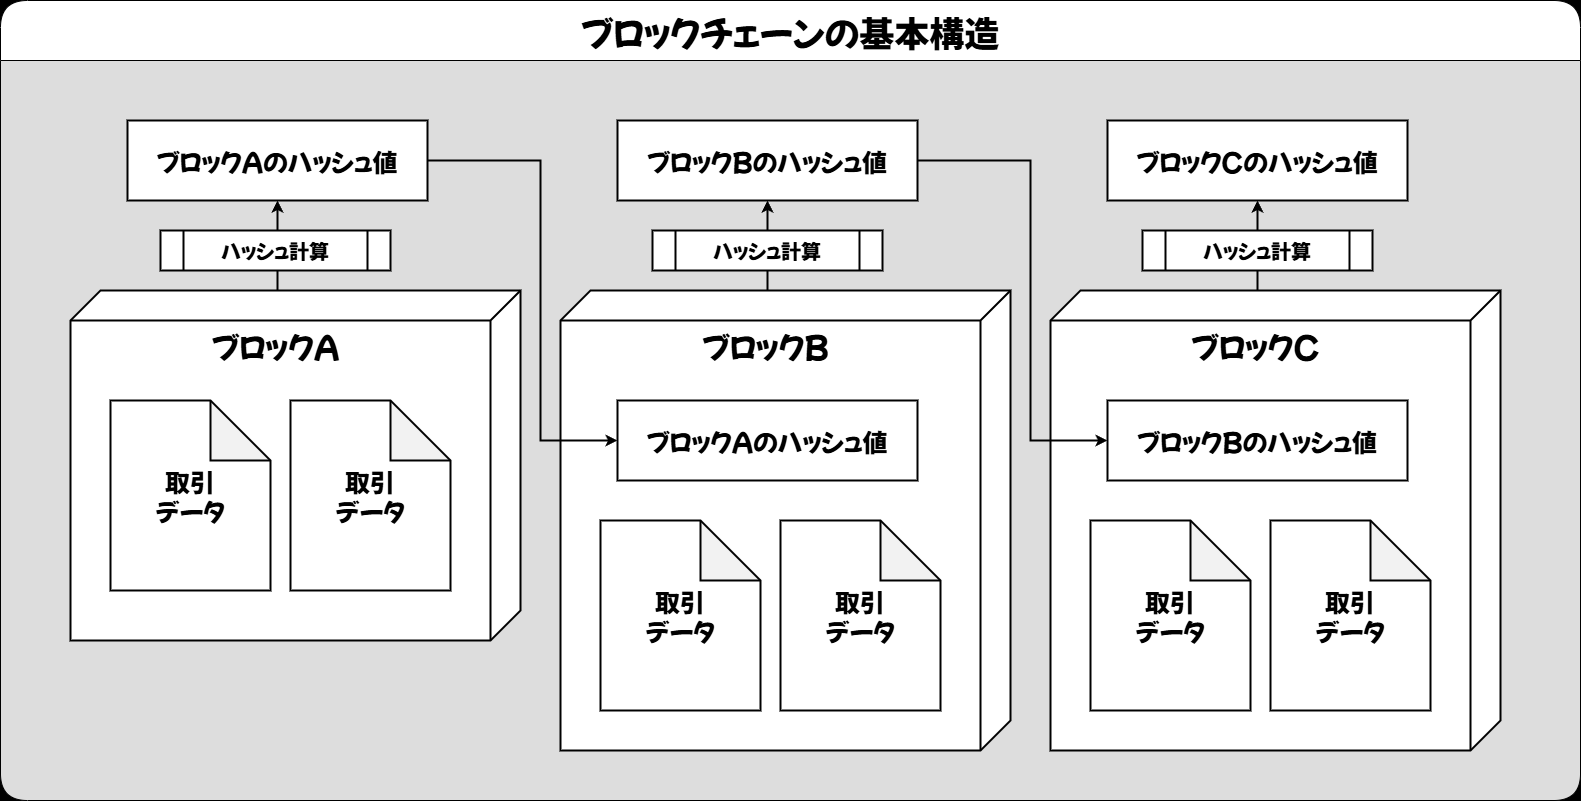 ブロックチェーンの基本構造
ブロックAのハッシュ値
ブロックBのハッシュ値
ブロックCのハッシュ値
ハッシュ計算
ハッシュ計算
ハッシュ計算
ブロックA
ブロックB
ブロックC
ブロックAのハッシュ値
ブロックBのハッシュ値
取引
データ
取引
データ
取引
データ
取引
データ
取引
データ
取引
データ